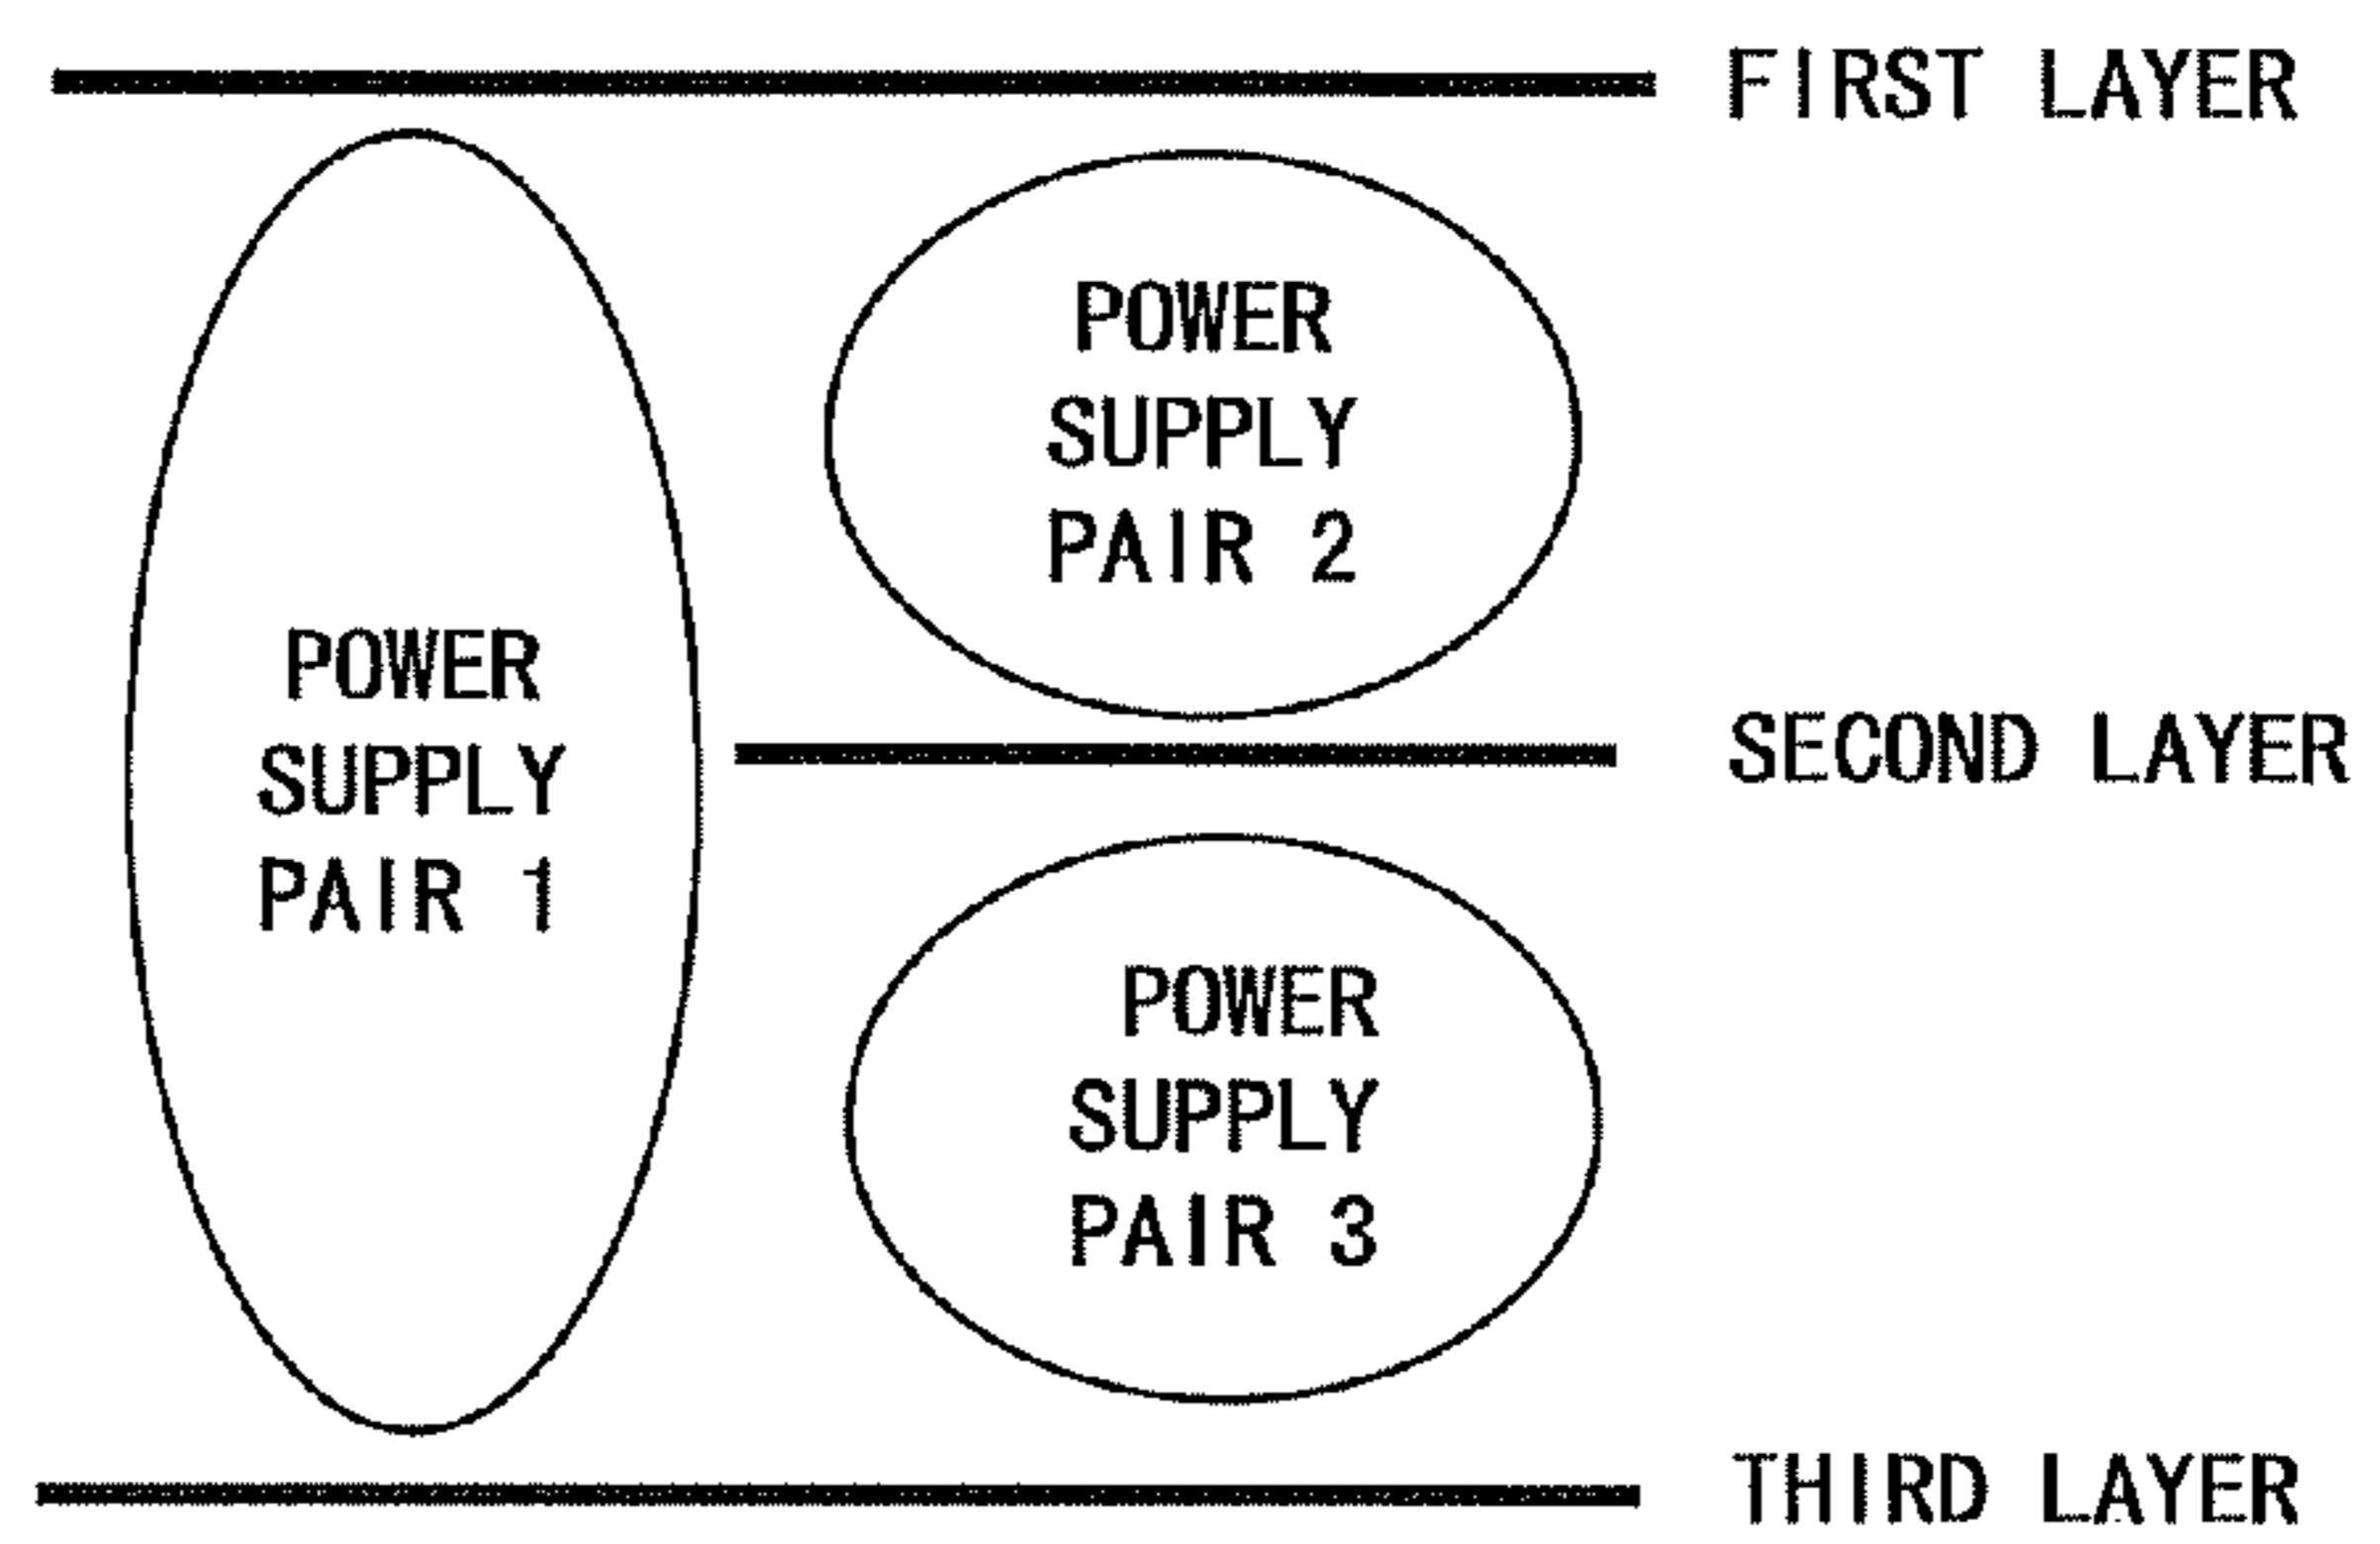 FIRST LAYER
POWER
SUPPLY
PAIR 2
POWER
SUPPLY
PAIR 1
SECOND LAYER
POWER
SUPPLY
PAIR 3
THIRD LAYER